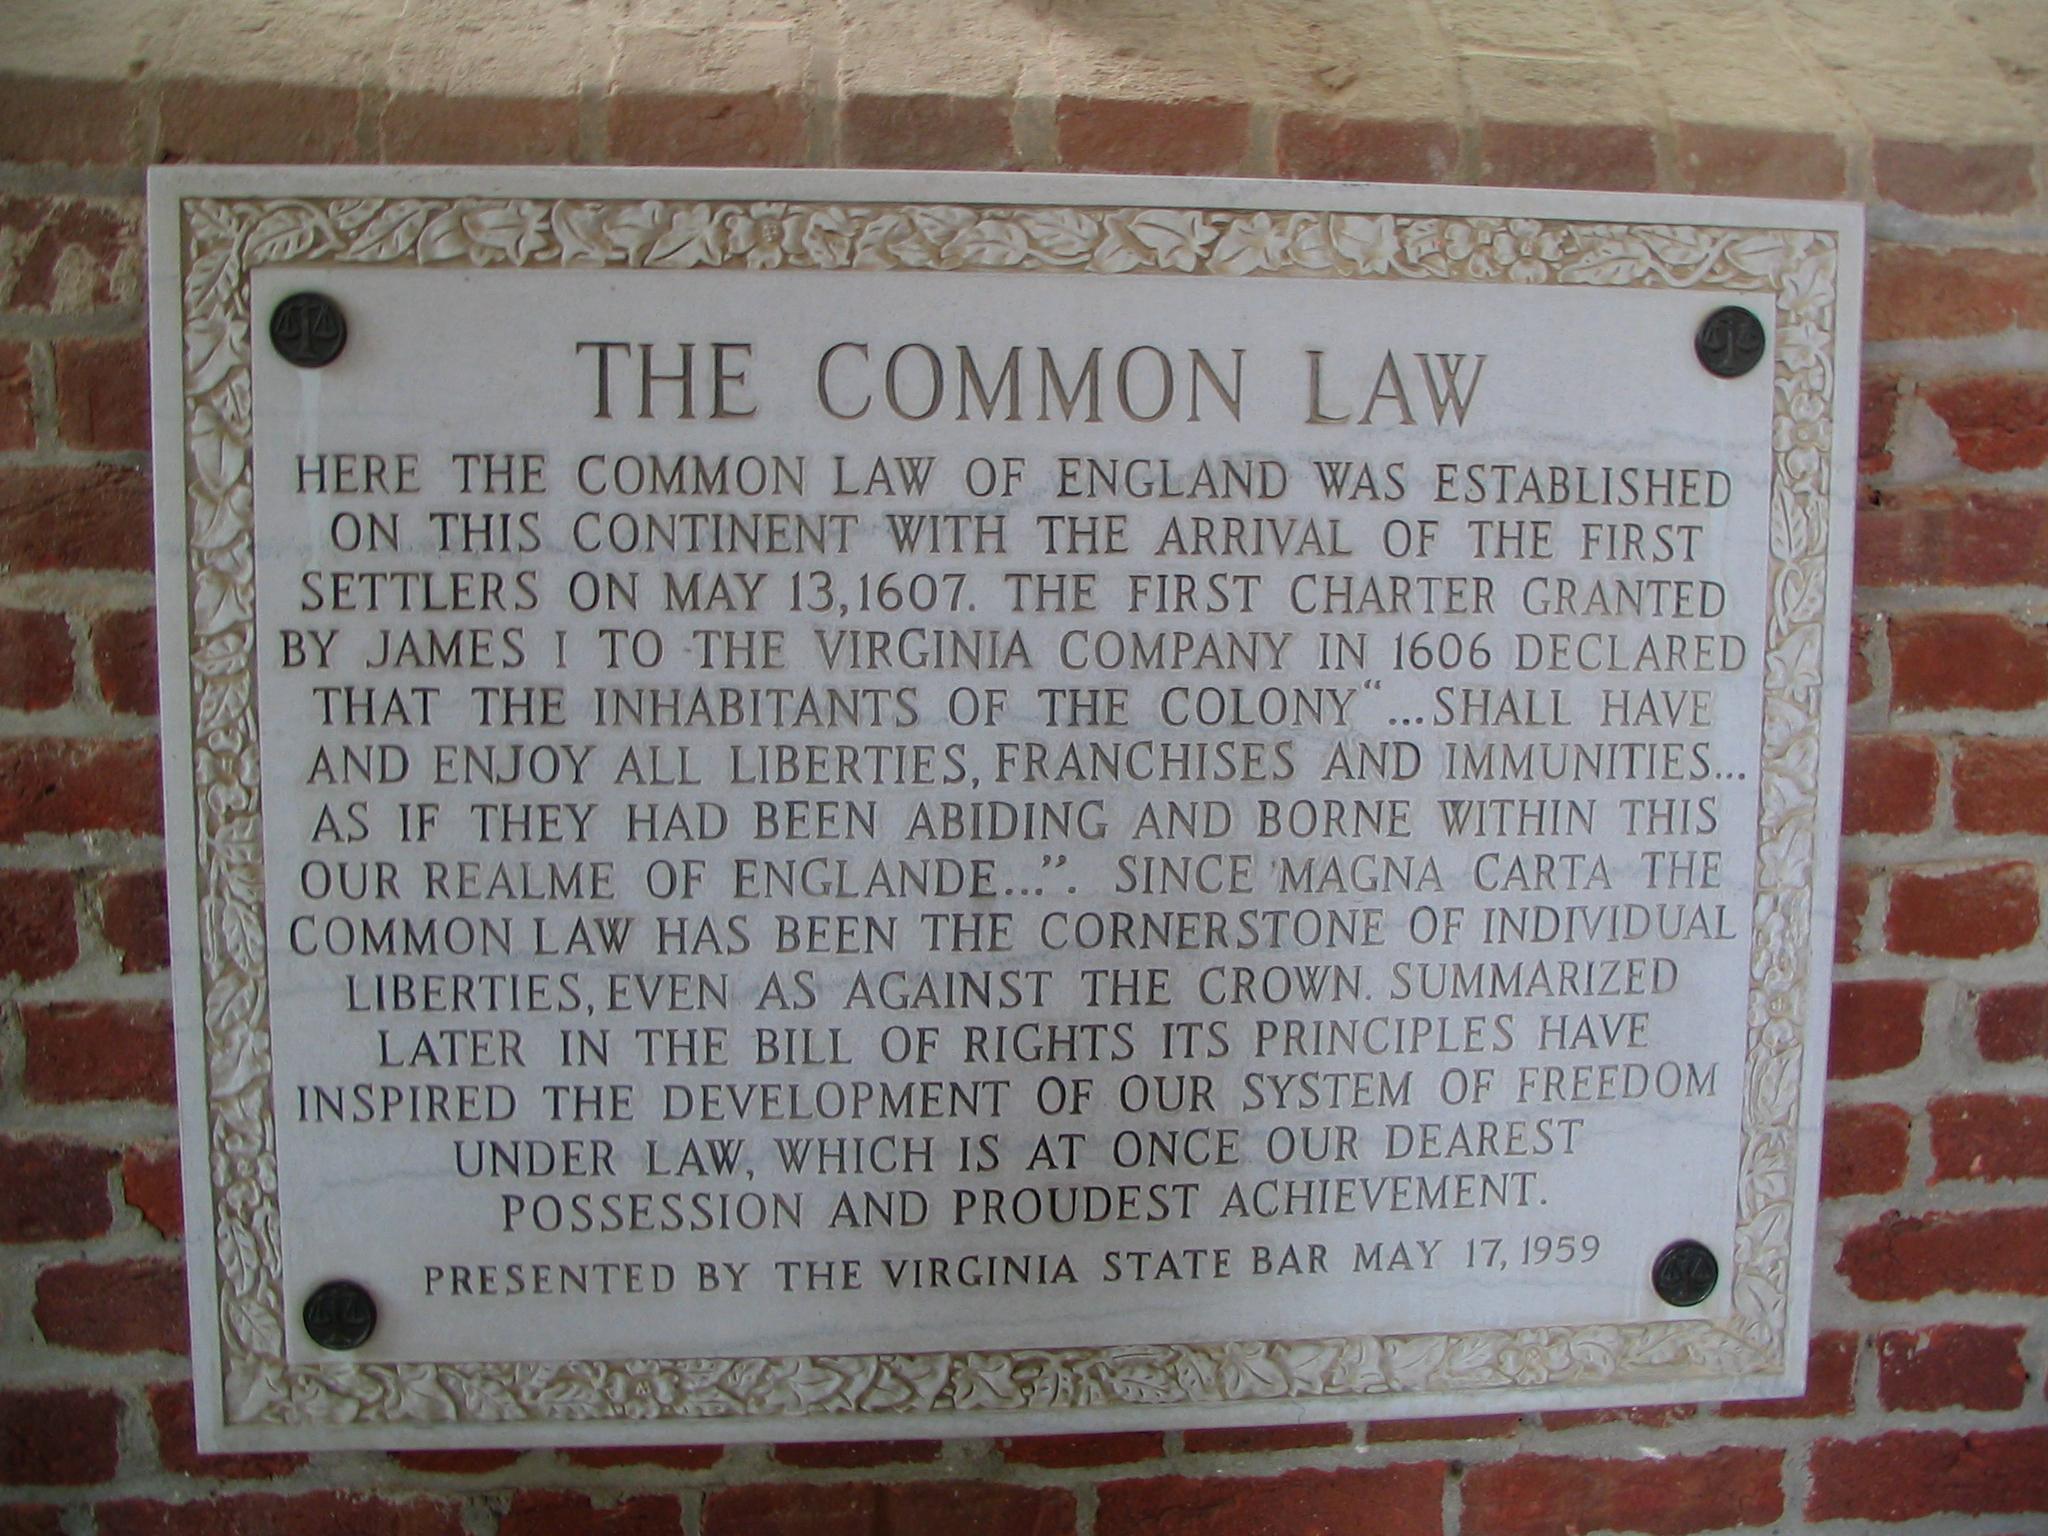 THE COMMON LAW
HERE THE COMMON LAW OF ENGLAND WAS ESTABLISHED
ON THIS CONTINENT WITH THE ARRIVAL OF THE FIRST
SETTLERS ON MAY 13, 1607. THE FIRST CHARTER GRANTED
BY JAMES I TO THE VIRGINIA COMPANY IN 1606 DECLARED
THAT THE INHABITANTS OF THE COLONY “...SHALL HAVE
AND ENJOY ALL LIBERTIES, FRANCHISES AND IMMUNITIES...
AS IF THEY HAD BEEN ABIDING AND BORNE WITHIN THIS
OUR REALME OF ENGLANDE...”. SINCE MAGNA CARTA THE
COMMON LAW HAS BEEN THE CORNERSTONE OF INDIVIDUAL
LIBERTIES, EVEN AS AGAINST THE CROWN. SUMMARIZED
LATER IN THE BILL OF RIGHTS ITS PRINCIPLES HAVE
INSPIRED THE DEVELOPMENT OF OUR SYSTEM OF FREEDOM
UNDER LAW, WHICH IS AT ONCE OUR DEAREST
POSSESSION AND PROUDEST ACHIEVEMENT.
PRESENTED BY THE VIRGINIA STATE BAR MAY 17, 1959